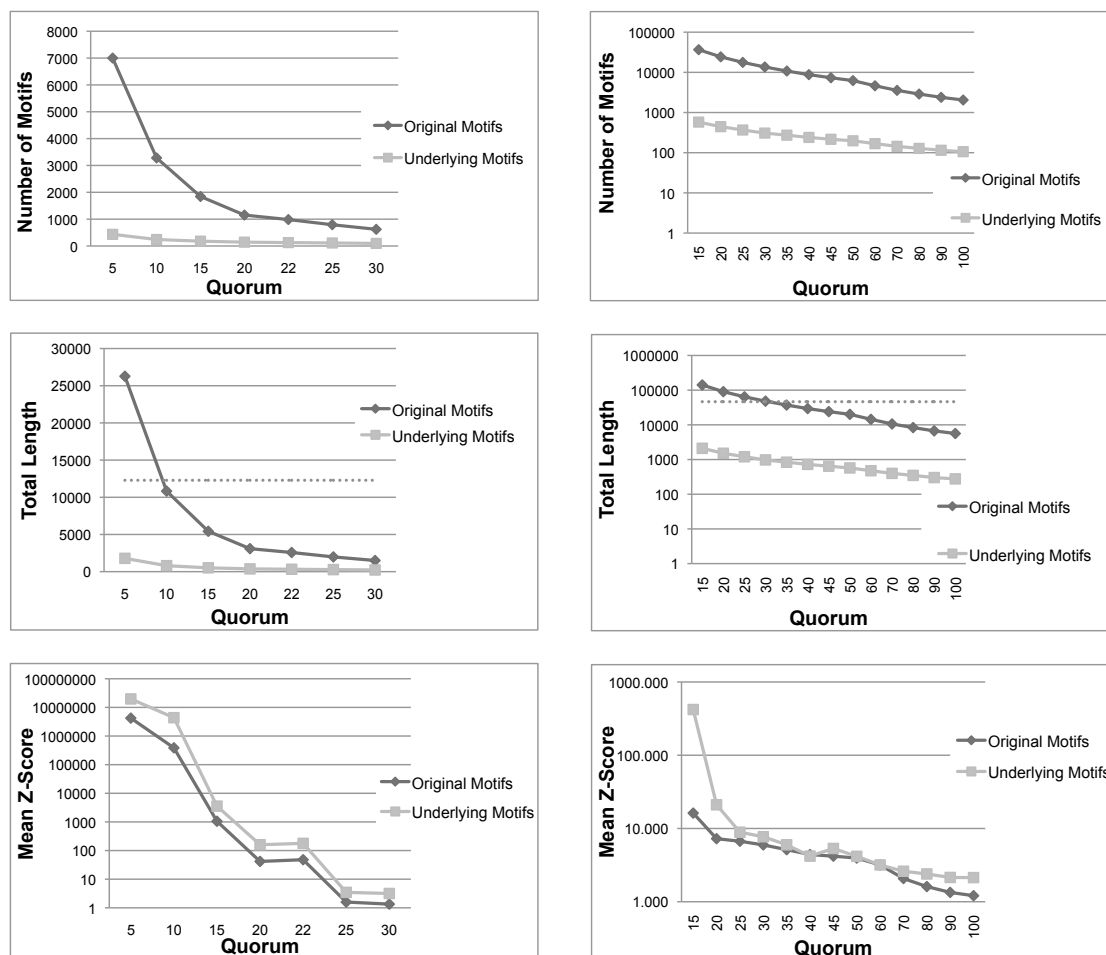 8000
7000
6000
5000
4000
3000
2000
1000
0
Number of Motifs
5 10 15 20 22 25 30
Quorum
Original Motifs
Underlying Motifs
100000
10000
1000
100
10
1
Number of Motifs
15 20 25 30 35 40 45 50 60 70 80 90 100
Quorum
Original Motifs
Underlying Motifs
30000
25000
20000
15000
10000
5000
0
Total Length
5 10 15 20 22 25 30
Quorum
Original Motifs
Underlying Motifs
1000000
100000
10000
1000
100
10
1
Total Length
15 20 25 30 35 40 45 50 60 70 80 90 100
Quorum
Original Motifs
Underlying Motifs
100000000
10000000
1000000
100000
10000
1000
100
10
1
Mean Z-Score
5 10 15 20 22 25 30
Quorum
Original Motifs
Underlying Motifs
1000.000
100.000
10.000
1.000
Mean Z-Score
15 20 25 30 35 40 45 50 60 70 80 90 100
Quorum
Original Motifs
Underlying Motifs